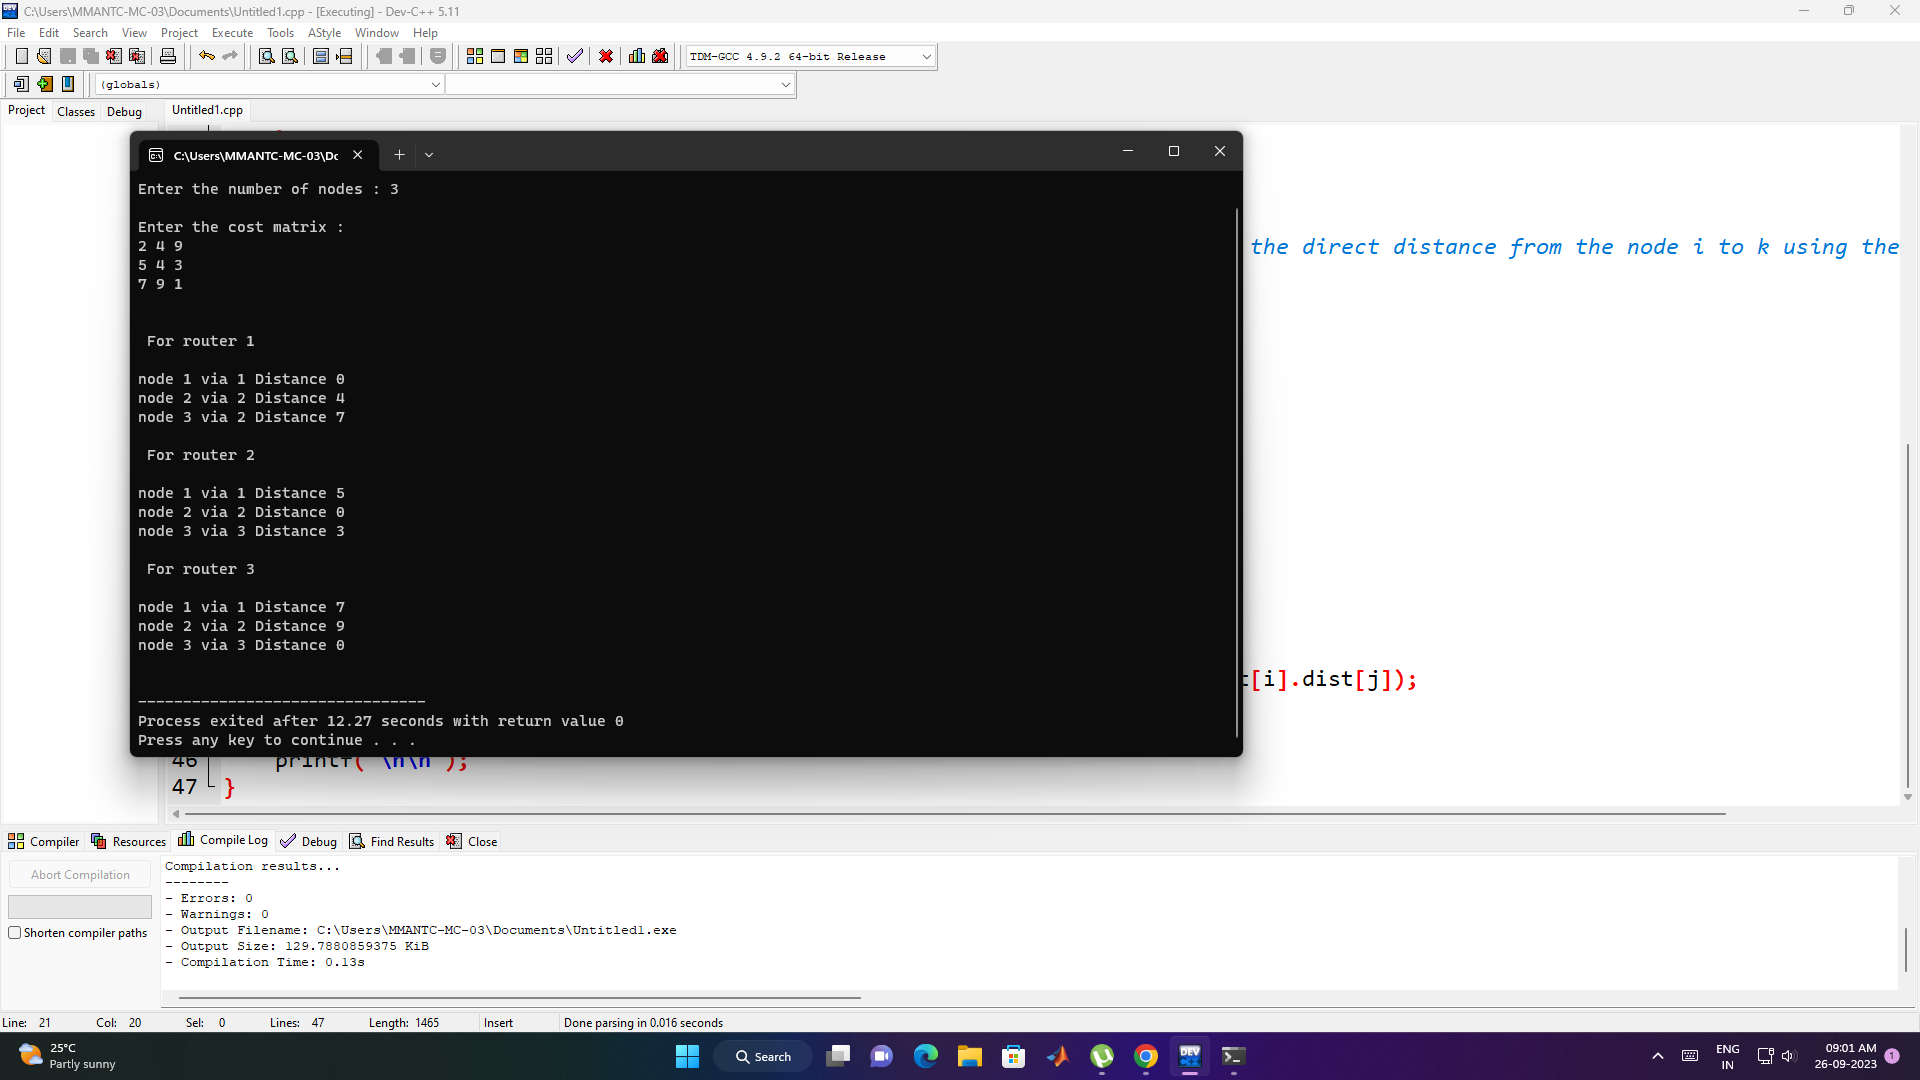 C:\Users\MMANTC-MC-03\Documents\Untitled1.cpp - [Executing] - Dev-C++ 5.11
File Edit Search View Project Execute Tools AStyle Window Help
TDM-GCC 4.9.2 64-bit Release
(globals)
Project Classes Debug Untitled1.cpp
C:\Users\MMANTC-MC-03\Dc
Enter the number of nodes : 3
Enter the cost matrix :
2 4 9
5 4 3
7 9 1
For router 1
node 1 via 1 Distance 0
node 2 via 2 Distance 4
node 3 via 2 Distance 7
For router 2
node 1 via 1 Distance 5
node 2 via 2 Distance 0
node 3 via 3 Distance 3
For router 3
node 1 via 1 Distance 7
node 2 via 2 Distance 9
node 3 via 3 Distance 0
--------------------------------
Process exited after 12.27 seconds with return value 0
Press any key to continue . . .
the direct distance from the node i to k using the
[i].dist[j]);
46 printf("\n\n");
47 }
Compiler Resources Compile Log Debug Find Results Close
Abort Compilation
Shorten compiler paths
Compilation results...
--------
- Errors: 0
- Warnings: 0
- Output Filename: C:\Users\MMANTC-MC-03\Documents\Untitled1.exe
- Output Size: 129.7880859375 KiB
- Compilation Time: 0.13s
Line: 21 Col: 20 Sel: 0 Lines: 47 Length: 1465 Insert Done parsing in 0.016 seconds
25°C
Partly sunny
Search
DEV
ENG
IN
09:01 AM
26-09-2023
1